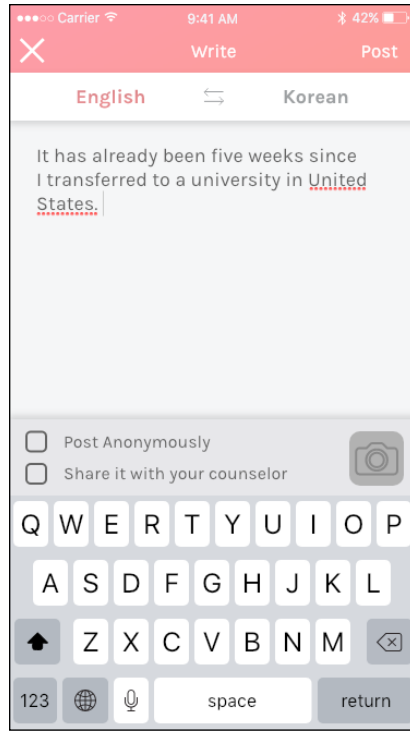 Carrier 9:41 AM 42%
Write Post
English Korean
It has already been five weeks since
I transferred to a university in United
States.
Post Anonymously
Share it with your counselor
Q W E R T Y U I O P
A S D F G H J K L
Z X C V B N M
123 space return